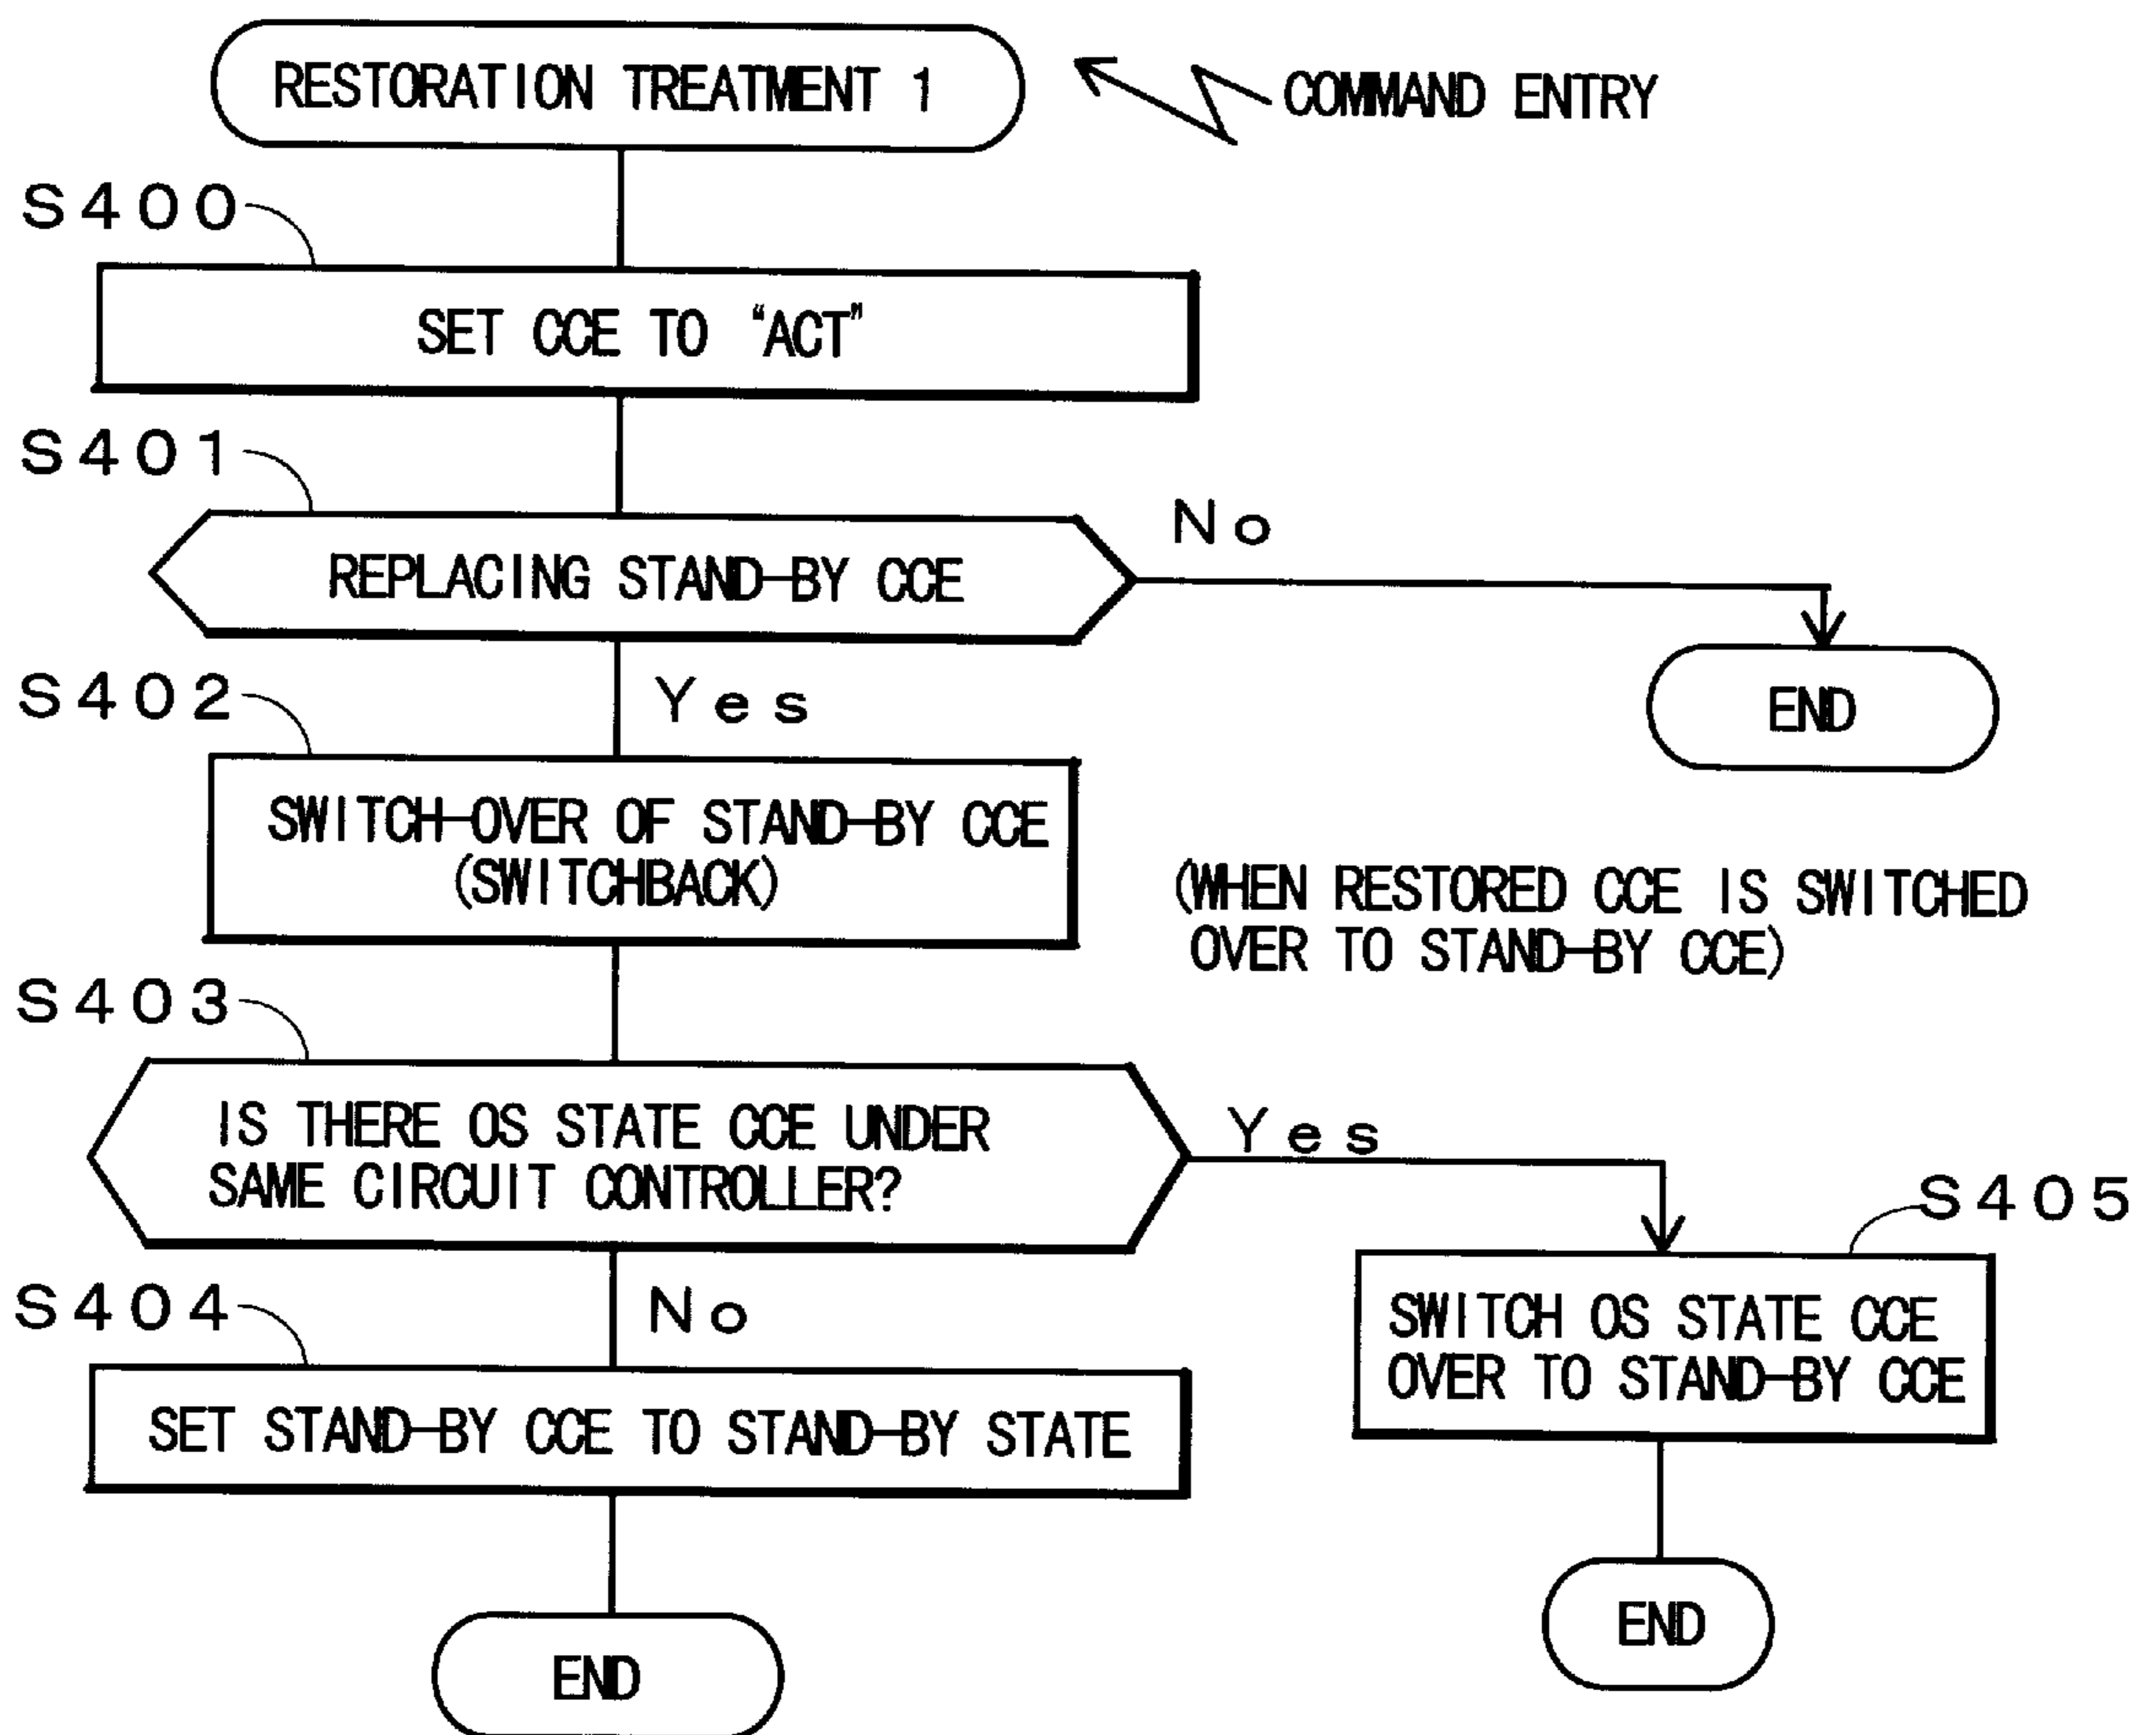 RESTORATION TREATMENT 1
COMMAND ENTRY
S400
SET CCE TO "ACT"
S401
REPLACING STAND-BY CCE
No
END
S402
Yes
SWITCH-OVER OF STAND-BY CCE
(SWITCHBACK)
(WHEN RESTORED CCE IS SWITCHED
OVER TO STAND-BY CCE)
S403
IS THERE OS STATE CCE UNDER
SAME CIRCUIT CONTROLLER?
Yes
S405
SWITCH OS STATE CCE
OVER TO STAND-BY CCE
S404
No
SET STAND-BY CCE TO STAND-BY STATE
END
END